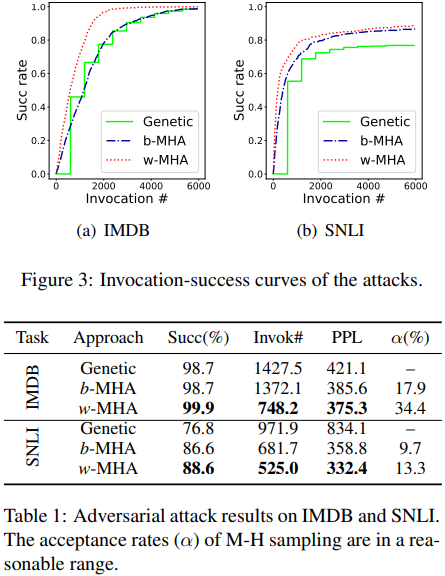 1.0
0.8
0.6
0.4
0.2
0.0
Succ rate
Genetic
b-MHA
w-MHA
0 2000 4000 6000
Invocation #
(a) IMDB
1.0
0.8
0.6
0.4
0.2
0.0
Succ rate
Genetic
b-MHA
w-MHA
0 2000 4000 6000
Invocation #
(b) SNLI
Figure 3: Invocation-success curves of the attacks.
Task Approach Succ(%) Invok# PPL α(%)
IMDB
Genetic 98.7 1427.5 421.1 –
b-MHA 98.7 1372.1 385.6 17.9
w-MHA 99.9 748.2 375.3 34.4
SNLI
Genetic 76.8 971.9 834.1 –
b-MHA 86.6 681.7 358.8 9.7
w-MHA 88.6 525.0 332.4 13.3
Table 1: Adversarial attack results on IMDB and SNLI.
The acceptance rates (α) of M-H sampling are in a rea-
sonable range.